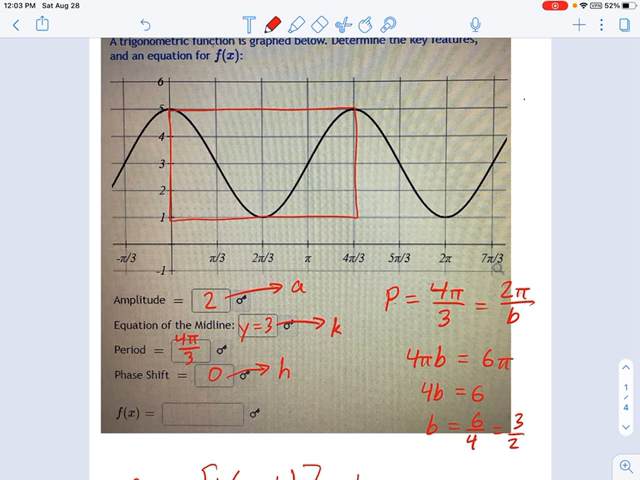 12:03 PM Sat Aug 28
52%
A trigonometric function is graphed below. Determine the key features,
and an equation for f(x):
6
5
4
3
2
1
-π/3 π/3 2π/3 π 4π/3 5π/3 2π 7π/3
-1
Amplitude = 2 → a
Equation of the Midline: y=3 → k
Period = 4π/3
Phase Shift = 0 → h
f(x) =
P = 4π/3 = 2π/b
4πb = 6π
4b = 6
b = 6/4 = 3/2
1
/
4